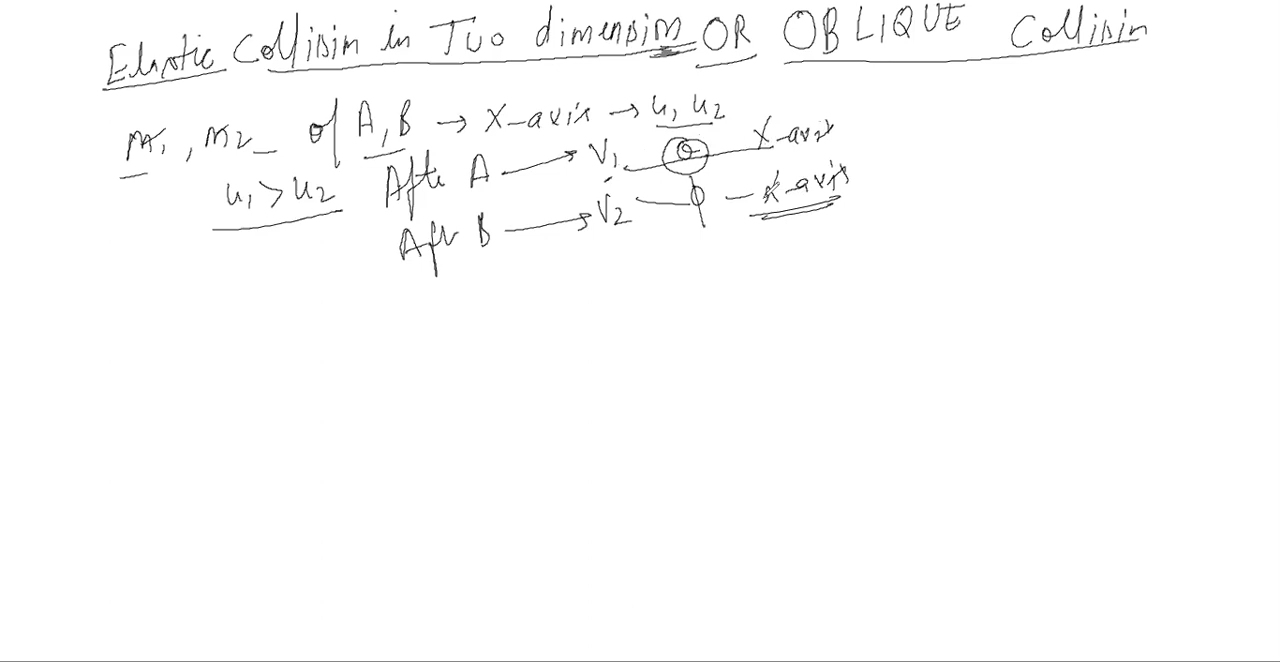 Elastic Collision in Two dimension OR OBLIQUE Collision
m1, m2 of A, B → X-axis → u1 u2
u1 > u2 After A → V1 θ X-axis
After B → V2 φ - X-axis